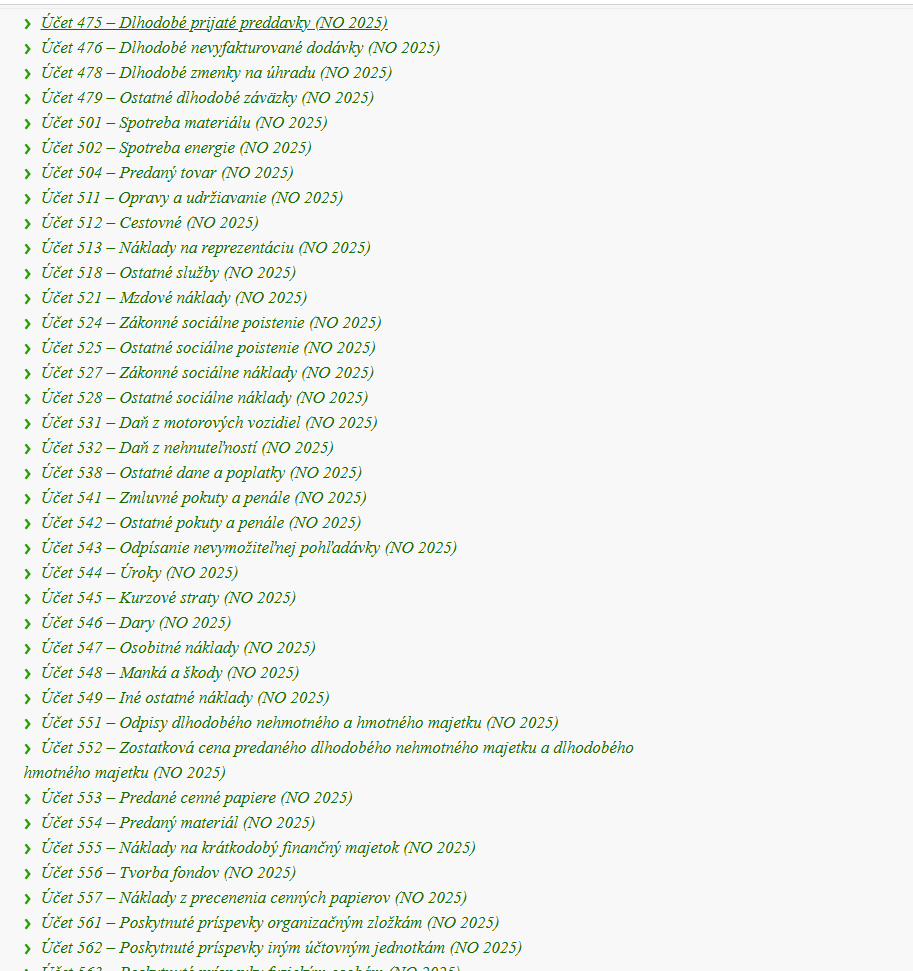 › Účet 475 – Dlhodobé prijaté preddavky (NO 2025)
› Účet 476 – Dlhodobé nevyfakturované dodávky (NO 2025)
› Účet 478 – Dlhodobé zmenky na úhradu (NO 2025)
› Účet 479 – Ostatné dlhodobé záväzky (NO 2025)
› Účet 501 – Spotreba materiálu (NO 2025)
› Účet 502 – Spotreba energie (NO 2025)
› Účet 504 – Predaný tovar (NO 2025)
› Účet 511 – Opravy a udržiavanie (NO 2025)
› Účet 512 – Cestovné (NO 2025)
› Účet 513 – Náklady na reprezentáciu (NO 2025)
› Účet 518 – Ostatné služby (NO 2025)
› Účet 521 – Mzdové náklady (NO 2025)
› Účet 524 – Zákonné sociálne poistenie (NO 2025)
› Účet 525 – Ostatné sociálne poistenie (NO 2025)
› Účet 527 – Zákonné sociálne náklady (NO 2025)
› Účet 528 – Ostatné sociálne náklady (NO 2025)
› Účet 531 – Daň z motorových vozidiel (NO 2025)
› Účet 532 – Daň z nehnuteľností (NO 2025)
› Účet 538 – Ostatné dane a poplatky (NO 2025)
› Účet 541 – Zmluvné pokuty a penále (NO 2025)
› Účet 542 – Ostatné pokuty a penále (NO 2025)
› Účet 543 – Odpísanie nevymožiteľnej pohľadávky (NO 2025)
› Účet 544 – Úroky (NO 2025)
› Účet 545 – Kurzové straty (NO 2025)
› Účet 546 – Dary (NO 2025)
› Účet 547 – Osobitné náklady (NO 2025)
› Účet 548 – Manká a škody (NO 2025)
› Účet 549 – Iné ostatné náklady (NO 2025)
› Účet 551 – Odpisy dlhodobého nehmotného a hmotného majetku (NO 2025)
› Účet 552 – Zostatková cena predaného dlhodobého nehmotného majetku a dlhodobého
hmotného majetku (NO 2025)
› Účet 553 – Predané cenné papiere (NO 2025)
› Účet 554 – Predaný materiál (NO 2025)
› Účet 555 – Náklady na krátkodobý finančný majetok (NO 2025)
› Účet 556 – Tvorba fondov (NO 2025)
› Účet 557 – Náklady z precenenia cenných papierov (NO 2025)
› Účet 561 – Poskytnuté príspevky organizačným zložkám (NO 2025)
› Účet 562 – Poskytnuté príspevky iným účtovným jednotkám (NO 2025)
› Účet 563 – Poskytnuté príspevky fyzickým osobám (NO 2025)